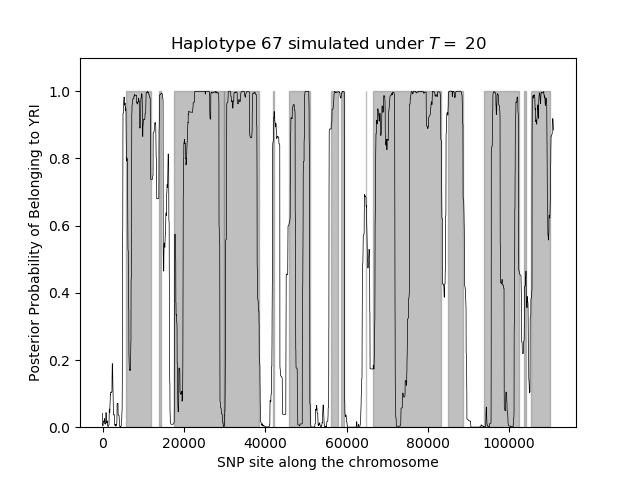 Haplotype 67 simulated under T = 20
Posterior Probability of Belonging to YRI
1.0
0.8
0.6
0.4
0.2
0.0
0 20000 40000 60000 80000 100000
SNP site along the chromosome